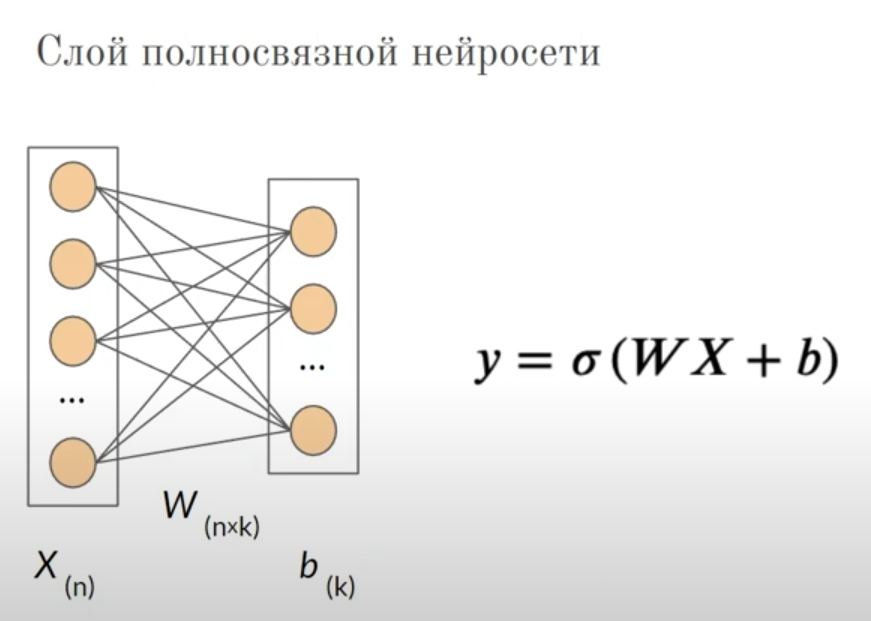 Слой полносвязной нейросети
...
...
y = σ(WX + b)
W (n×k)
X (n)
b (k)